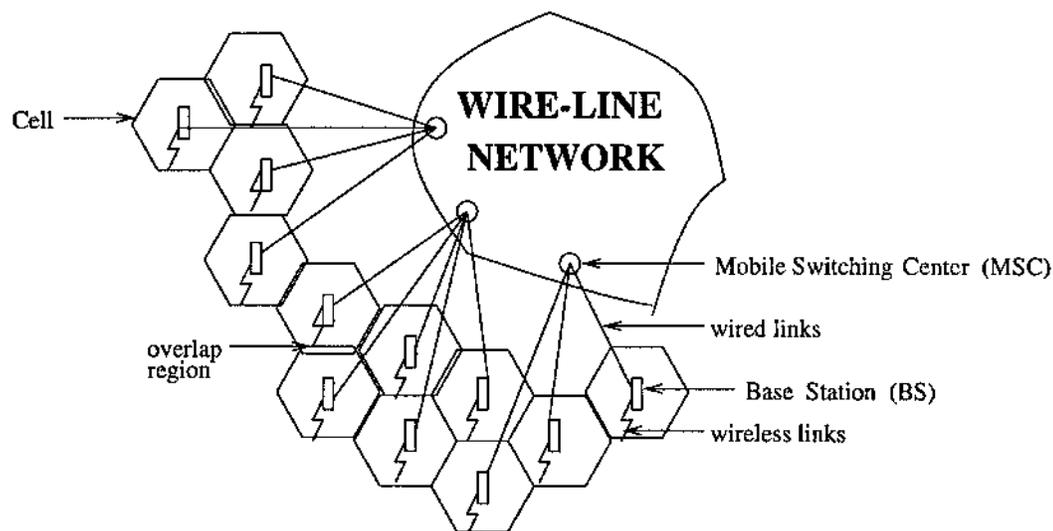 WIRE-LINE
NETWORK
Cell
Mobile Switching Center (MSC)
wired links
overlap
region
Base Station (BS)
wireless links